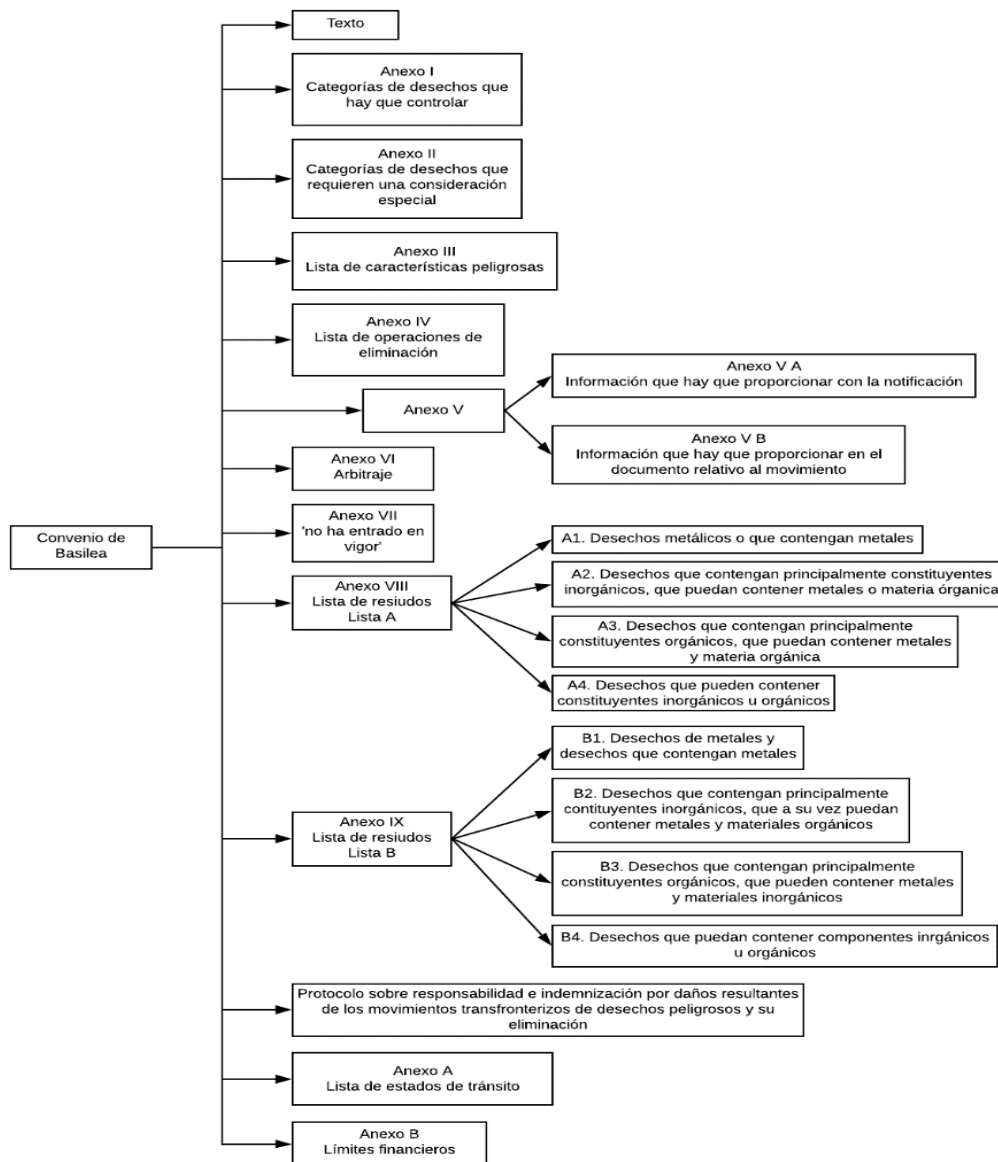 Texto
Anexo I
Categorías de desechos que
hay que controlar
Anexo II
Categorías de desechos que
requieren una consideración
especial
Anexo III
Lista de características peligrosas
Anexo IV
Lista de operaciones de
eliminación
Anexo V
Anexo V A
Información que hay que proporcionar con la notificación
Anexo V B
Información que hay que proporcionar en el
documento relativo al movimiento
Anexo VI
Arbitraje
Convenio de
Basilea
Anexo VII
'no ha entrado en
vigor'
Anexo VIII
Lista de resiudos
Lista A
A1. Desechos metálicos o que contengan metales
A2. Desechos que contengan principalmente constituyentes
inorgánicos, que puedan contener metales o materia órganica
A3. Desechos que contengan principalmente
constituyentes orgánicos, que puedan contener metales
y materia orgánica
A4. Desechos que pueden contener
constituyentes inorgánicos u orgánicos
Anexo IX
Lista de resiudos
Lista B
B1. Desechos de metales y
desechos que contengan metales
B2. Desechos que contengan principalmente
contituyentes inorgánicos, que a su vez puedan
contener metales y materiales orgánicos
B3. Desechos que contengan principalmente
constituyentes orgánicos, que pueden contener metales
y materiales inorgánicos
B4. Desechos que puedan contener componentes inrgánicos
u orgánicos
Protocolo sobre responsabilidad e indemnización por daños resultantes
de los movimientos transfronterizos de desechos peligrosos y su
eliminación
Anexo A
Lista de estados de tránsito
Anexo B
Límites financieros